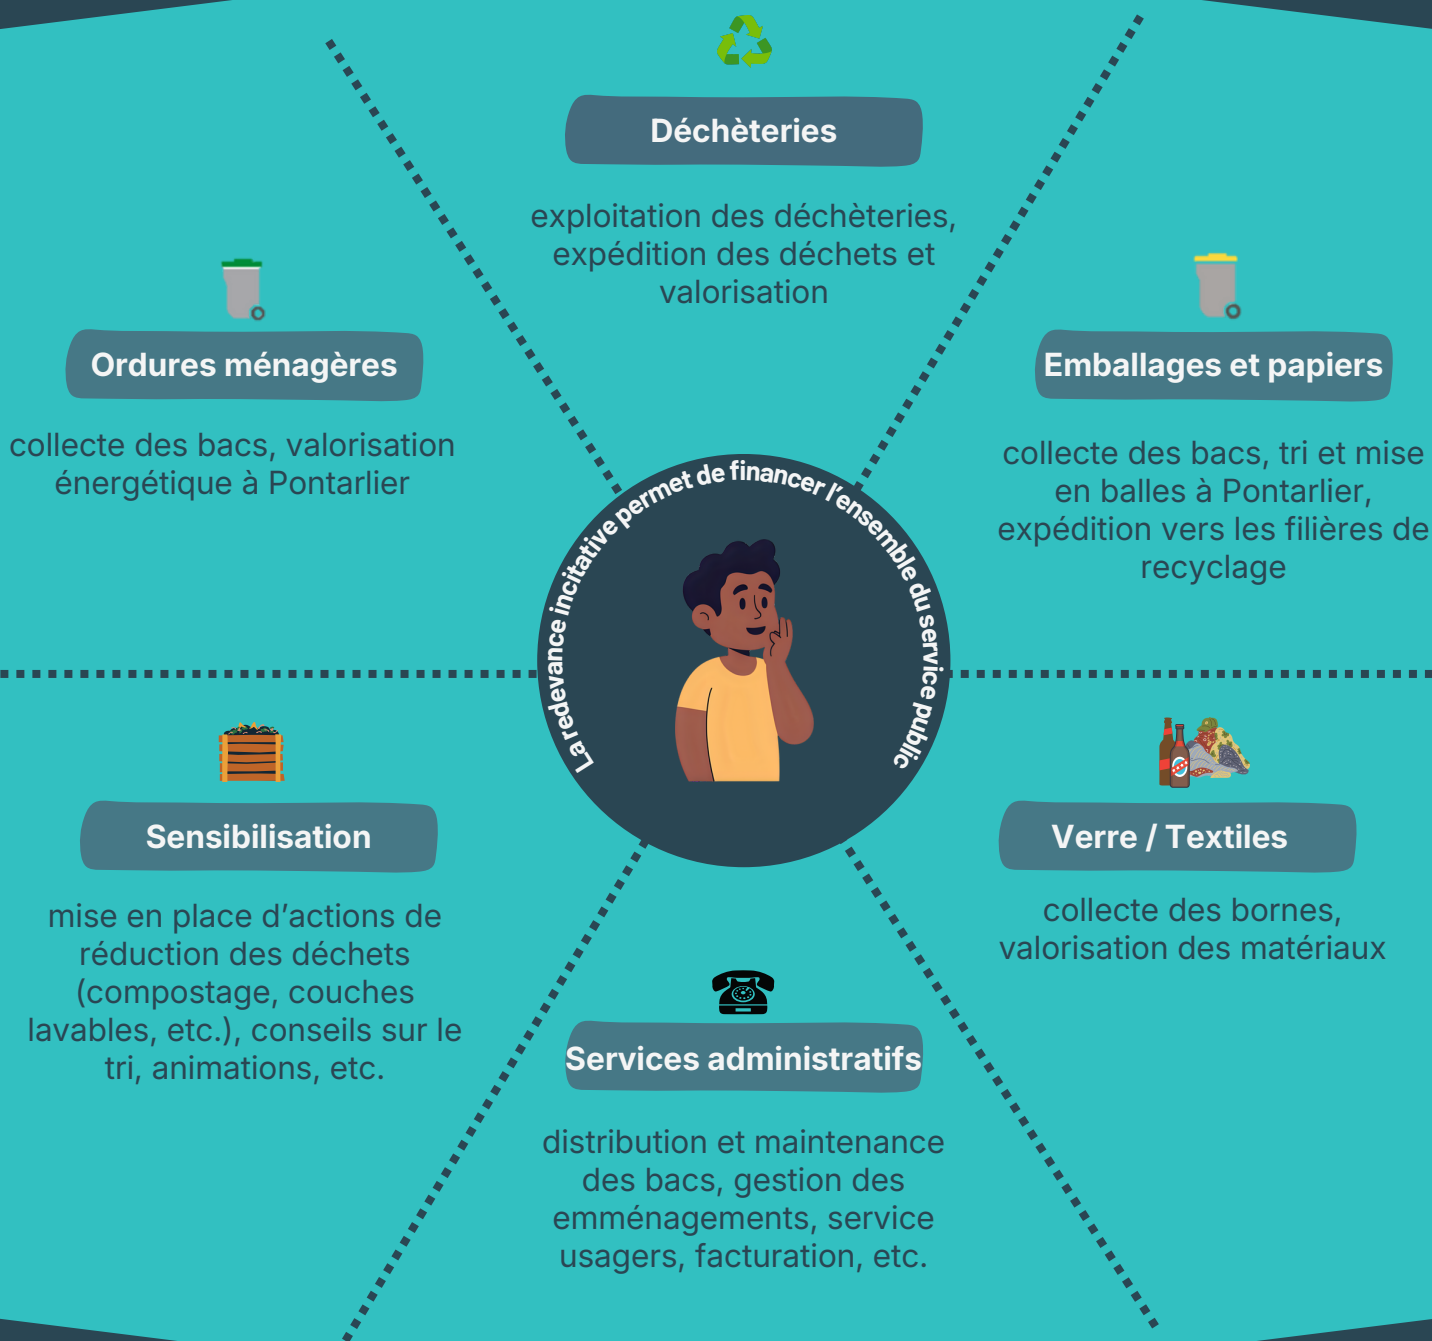 Déchèteries
exploitation des déchèteries,
expédition des déchets et
valorisation
Ordures ménagères
collecte des bacs, valorisation
énergétique à Pontarlier
Emballages et papiers
collecte des bacs, tri et mise
en balles à Pontarlier,
expédition vers les filières de
recyclage
La redevance incitative permet de financer l’ensemble du service public
Sensibilisation
mise en place d’actions de
réduction des déchets
(compostage, couches
lavables, etc.), conseils sur le
tri, animations, etc.
Verre / Textiles
collecte des bornes,
valorisation des matériaux
Services administratifs
distribution et maintenance
des bacs, gestion des
emménagements, service
usagers, facturation, etc.